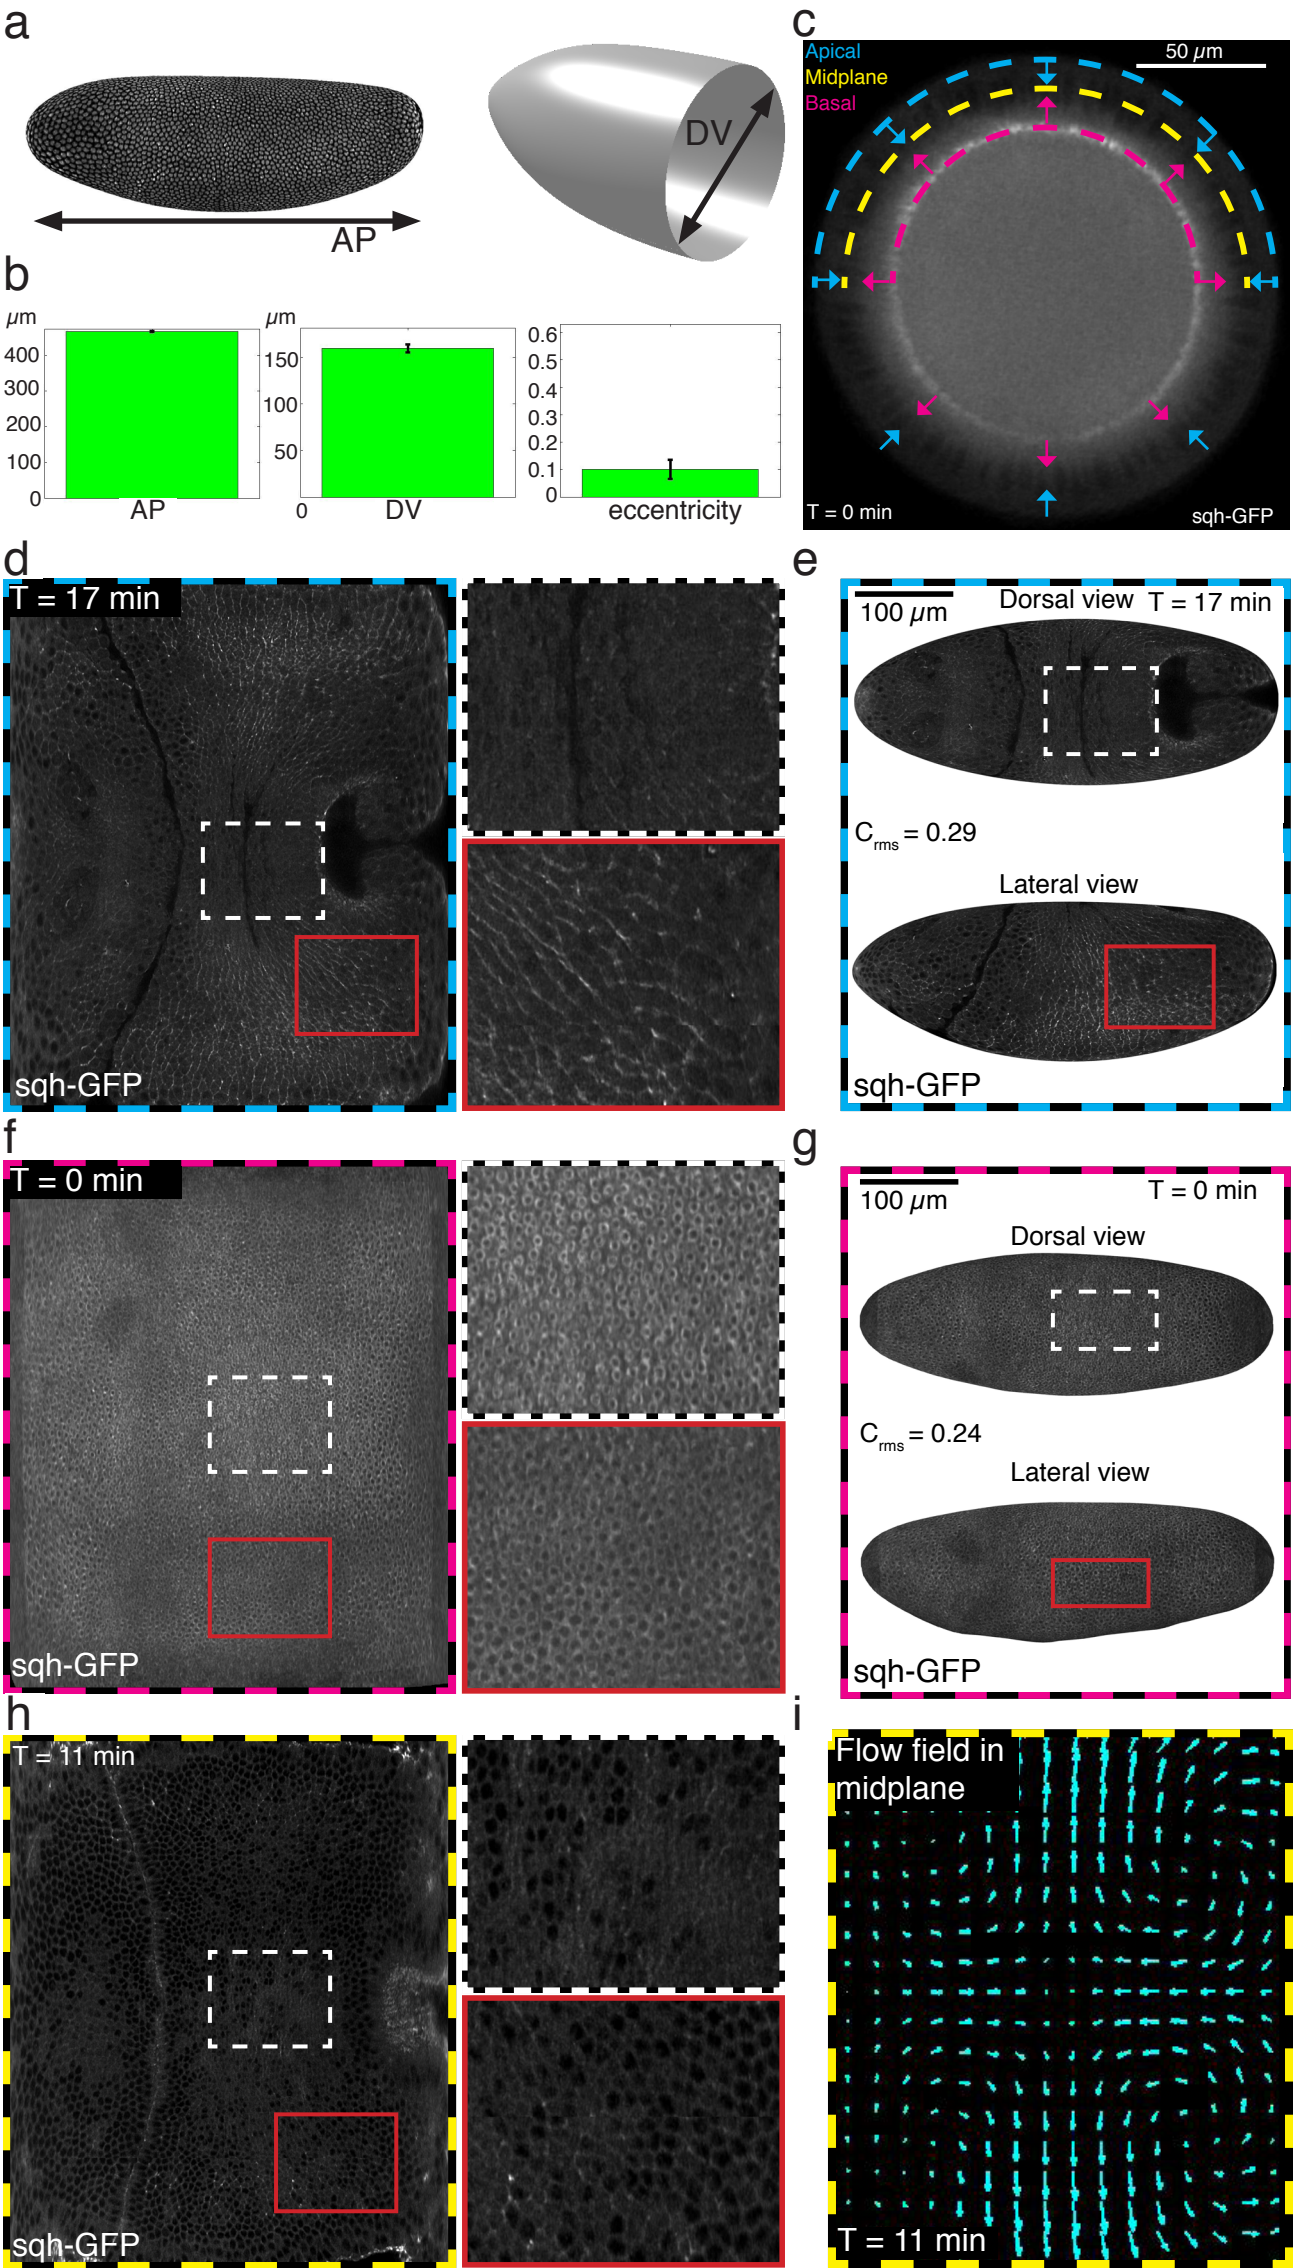 a
AP
DV
b
µm
400
300
200
100
0
AP
µm
150
100
50
0
DV
0.6
0.5
0.4
0.3
0.2
0.1
0
eccentricity
c
Apical
Midplane
Basal
50 µm
T = 0 min
sqh-GFP
d
T = 17 min
sqh-GFP
e
100 µm
Dorsal view
T = 17 min
Crms = 0.29
Lateral view
sqh-GFP
f
T = 0 min
sqh-GFP
g
100 µm
T = 0 min
Dorsal view
Crms = 0.24
Lateral view
sqh-GFP
h
T = 11 min
sqh-GFP
i
Flow field in
midplane
T = 11 min